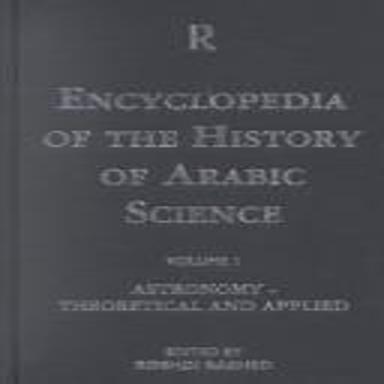 R
ENCYCLOPEDIA
OF THE HISTORY
OF ARABIC
SCIENCE
VOLUME 1
ASTRONOMY –
THEORETICAL AND APPLIED
EDITED BY
ROSHDI RASHED